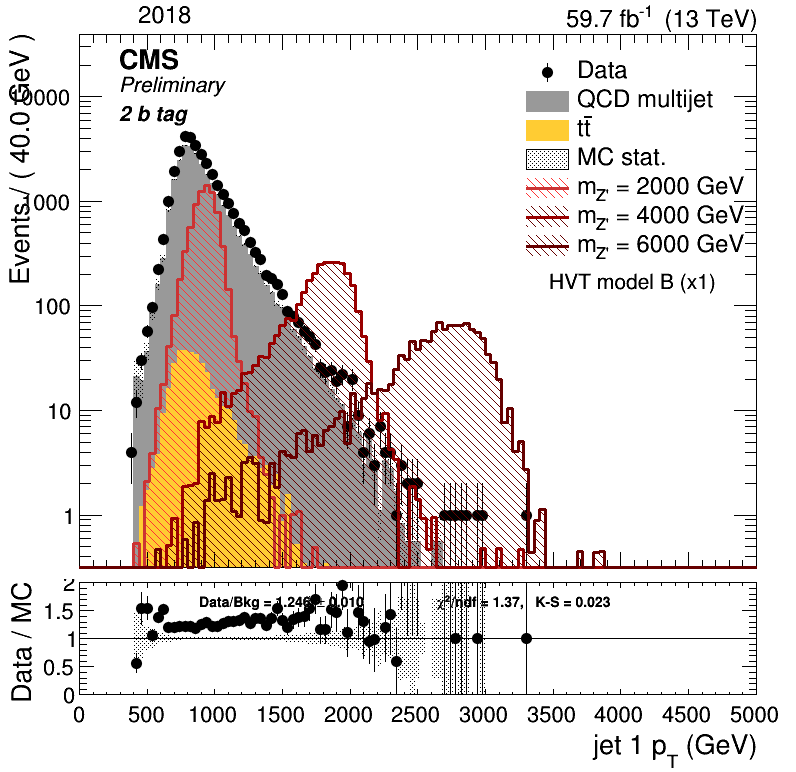 2018
59.7 fb⁻¹ (13 TeV)
CMS
Preliminary
2 b tag
Data
QCD multijet
tt̄
MC stat.
m_Z' = 2000 GeV
m_Z' = 4000 GeV
m_Z' = 6000 GeV
HVT model B (x1)
Events / ( 40.0 GeV )
1000
100
10
1
Data/Bkg = 1.246 ± 0.010
χ²/ndf = 1.37, K-S = 0.023
Data / MC
2
1.5
1
0.5
0
0 500 1000 1500 2000 2500 3000 3500 4000 4500 5000
jet 1 p_T (GeV)